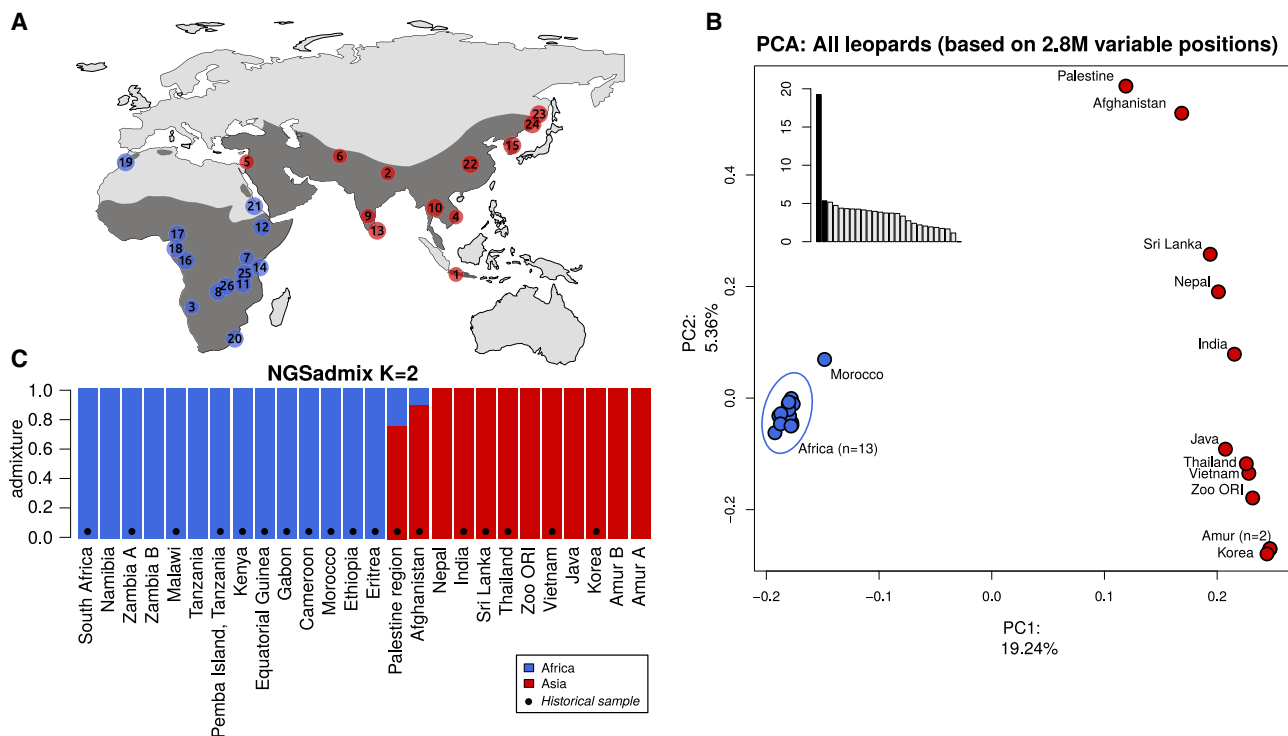 A
23
24
15
19
5
6
2
22
21
9
10
4
12
13
17
18
16
7
14
25
26
8
11
1
3
20
B
PCA: All leopards (based on 2.8M variable positions)
Palestine
Afghanistan
20
15
10
5
0
Sri Lanka
Nepal
India
Morocco
Africa (n=13)
Java
Thailand
Vietnam
Zoo ORI
Amur (n=2)
Korea
0.4
0.2
0.0
−0.2
PC2:
5.36%
−0.2
−0.1
0.0
0.1
0.2
PC1:
19.24%
C
NGSadmix K=2
admixture
1.0
0.8
0.6
0.4
0.2
0.0
South Africa
Namibia
Zambia A
Zambia B
Malawi
Tanzania
Pemba Island, Tanzania
Kenya
Equatorial Guinea
Gabon
Cameroon
Morocco
Ethiopia
Eritrea
Palestine region
Afghanistan
Nepal
India
Sri Lanka
Thailand
Zoo ORI
Vietnam
Java
Korea
Amur B
Amur A
Africa
Asia
Historical sample